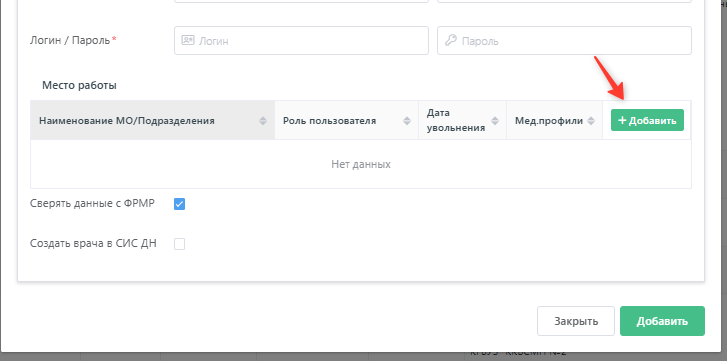 Логин / Пароль*
Логин
Пароль
Место работы
Наименование МО/Подразделения
Роль пользователя
Дата увольнения
Мед.профили
+ Добавить
Нет данных
Сверять данные с ФРМР
Создать врача в СИС ДН
Закрыть
Добавить